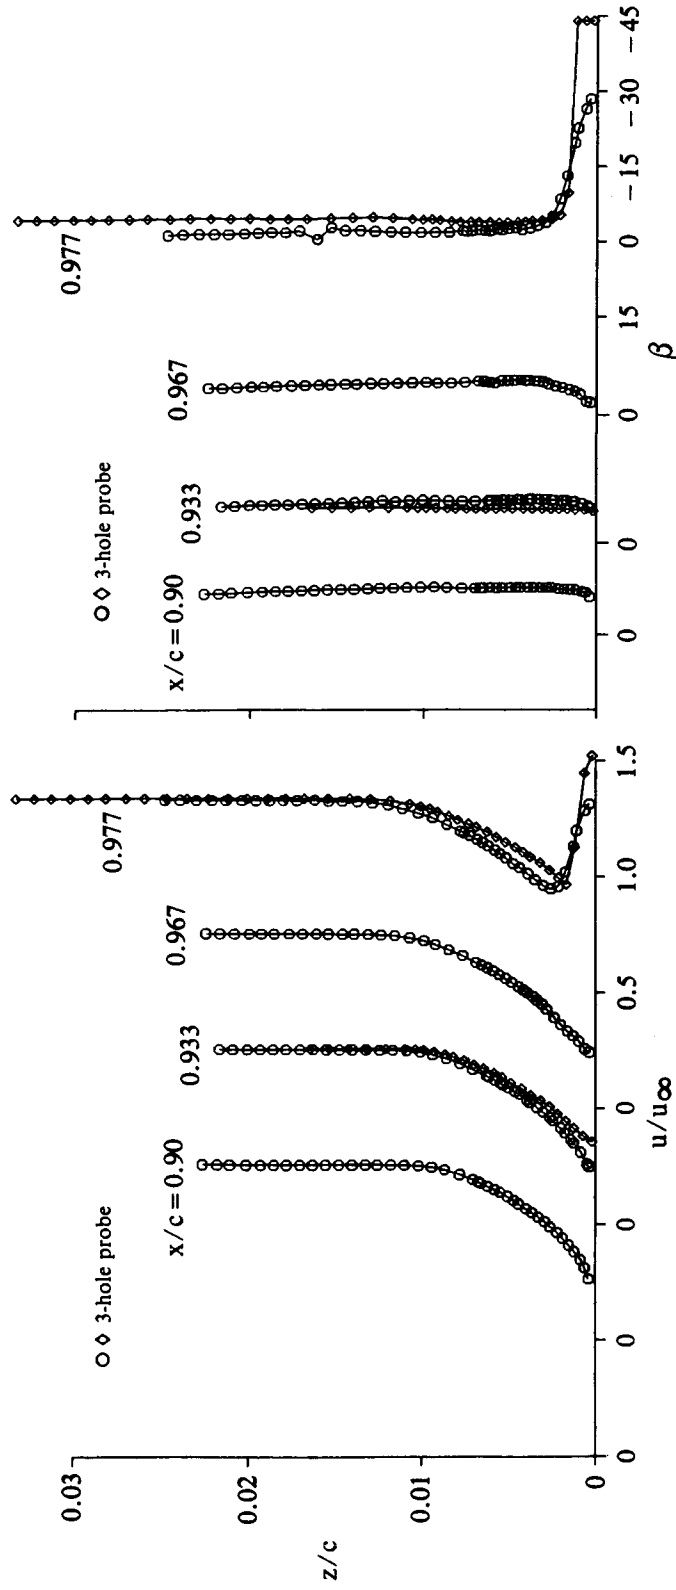 0.03
0.02
0.01
0
z/c
○ ◇ 3-hole probe
x/c = 0.90
0.933
0.967
0.977
0 0 0 0 0.5 1.0 1.5
u/u∞
○ ◇ 3-hole probe
x/c = 0.90
0.933
0.967
0.977
0 0 0 15 0 −15 −30 −45
β